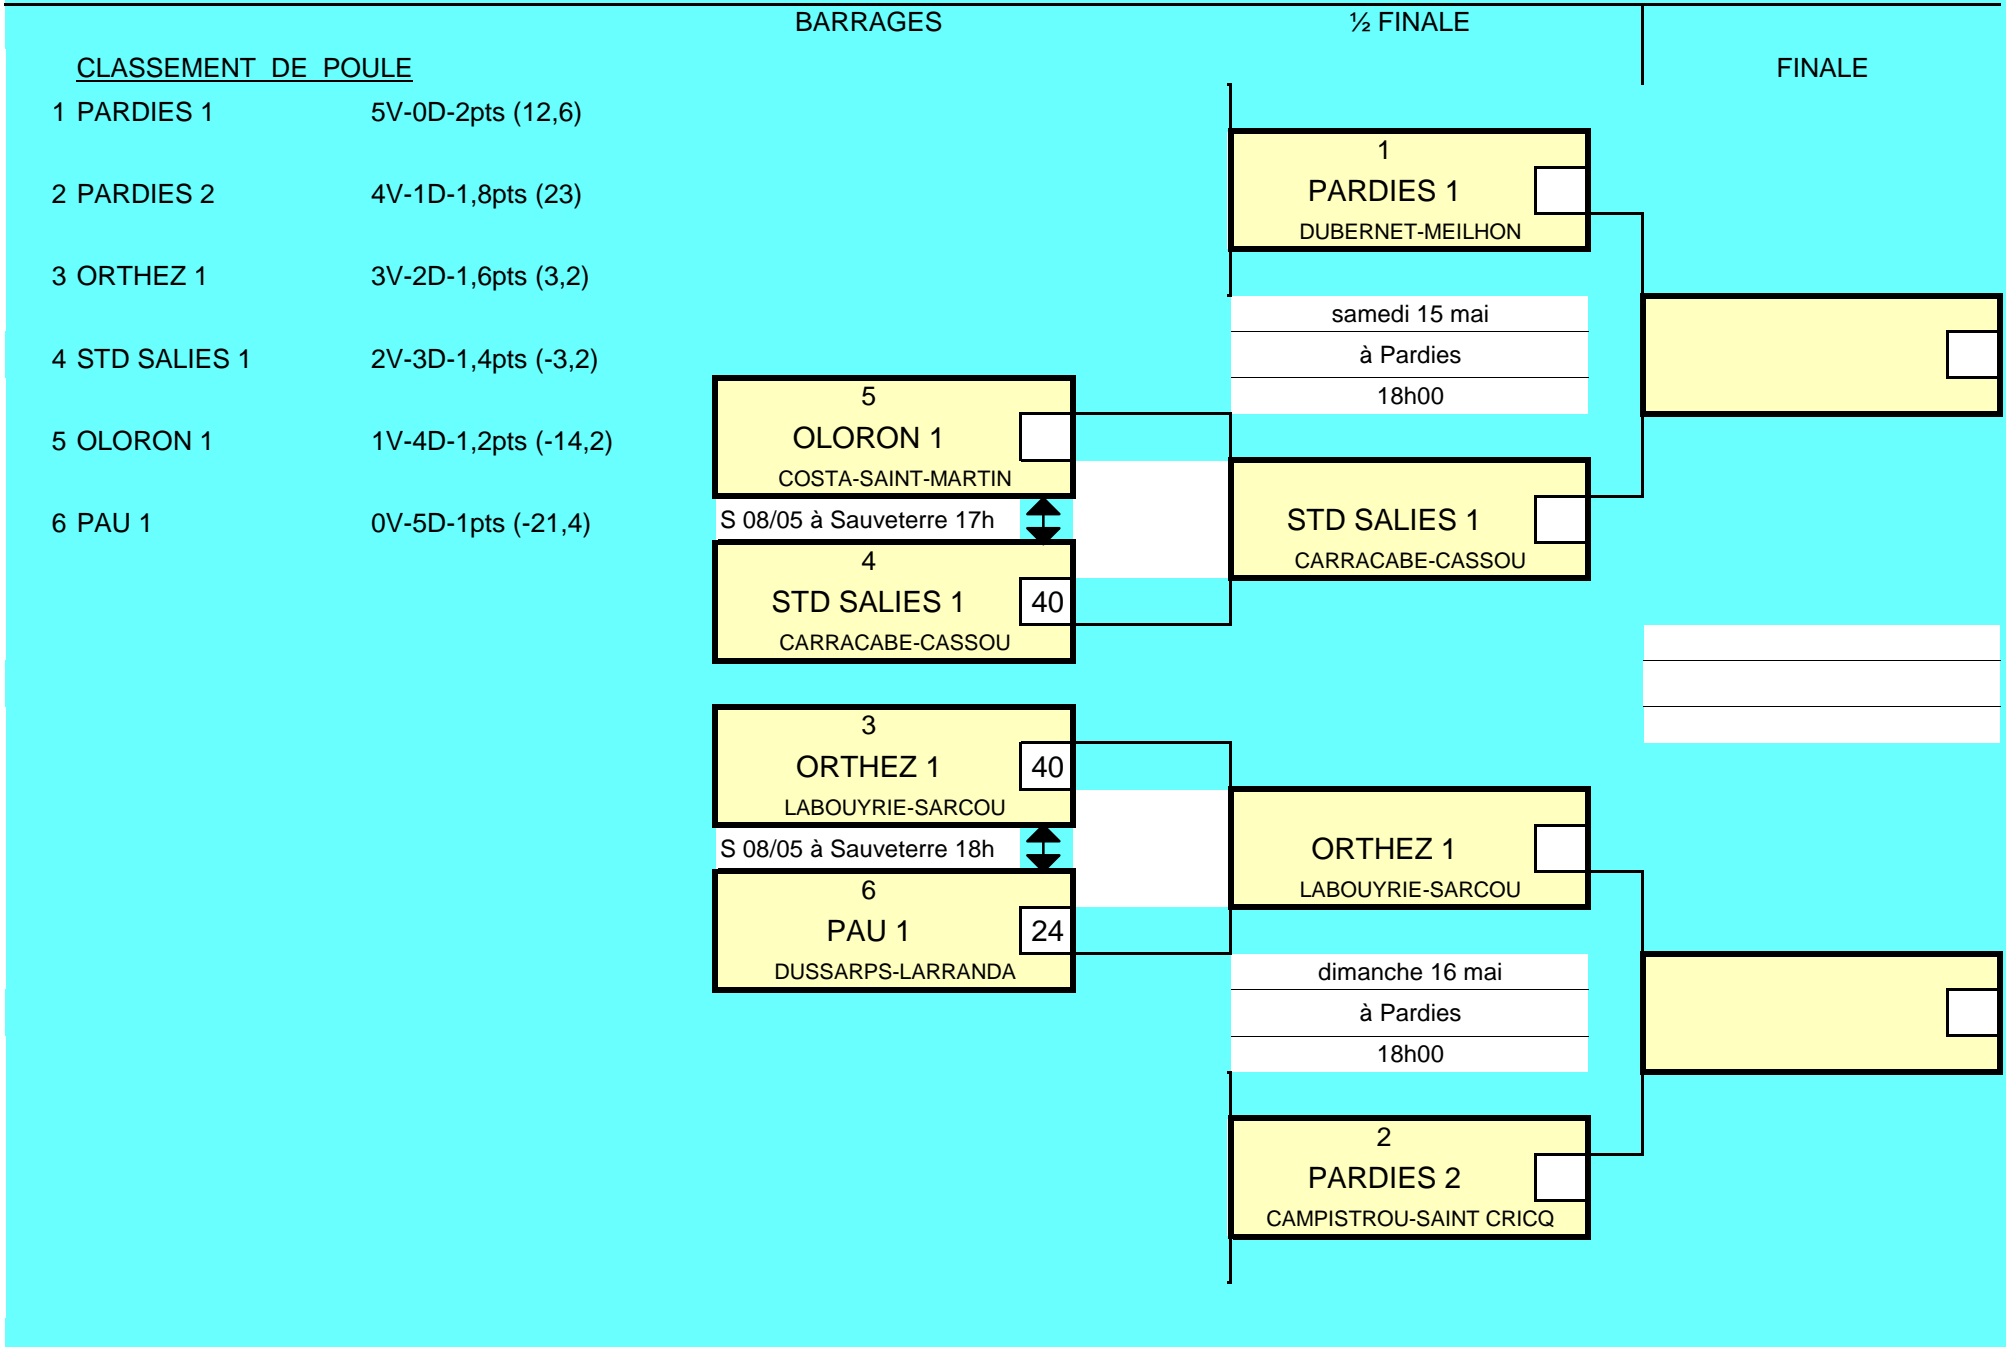 BARRAGES
½ FINALE
FINALE
CLASSEMENT DE POULE
1 PARDIES 1 5V-0D-2pts (12,6)
2 PARDIES 2 4V-1D-1,8pts (23)
3 ORTHEZ 1 3V-2D-1,6pts (3,2)
4 STD SALIES 1 2V-3D-1,4pts (-3,2)
5 OLORON 1 1V-4D-1,2pts (-14,2)
6 PAU 1 0V-5D-1pts (-21,4)
5
OLORON 1
COSTA-SAINT-MARTIN
S 08/05 à Sauveterre 17h
4
STD SALIES 1 40
CARRACABE-CASSOU
3
ORTHEZ 1 40
LABOUYRIE-SARCOU
S 08/05 à Sauveterre 18h
6
PAU 1 24
DUSSARPS-LARRANDA
1
PARDIES 1
DUBERNET-MEILHON
samedi 15 mai
à Pardies
18h00
STD SALIES 1
CARRACABE-CASSOU
ORTHEZ 1
LABOUYRIE-SARCOU
dimanche 16 mai
à Pardies
18h00
2
PARDIES 2
CAMPISTROU-SAINT CRICQ